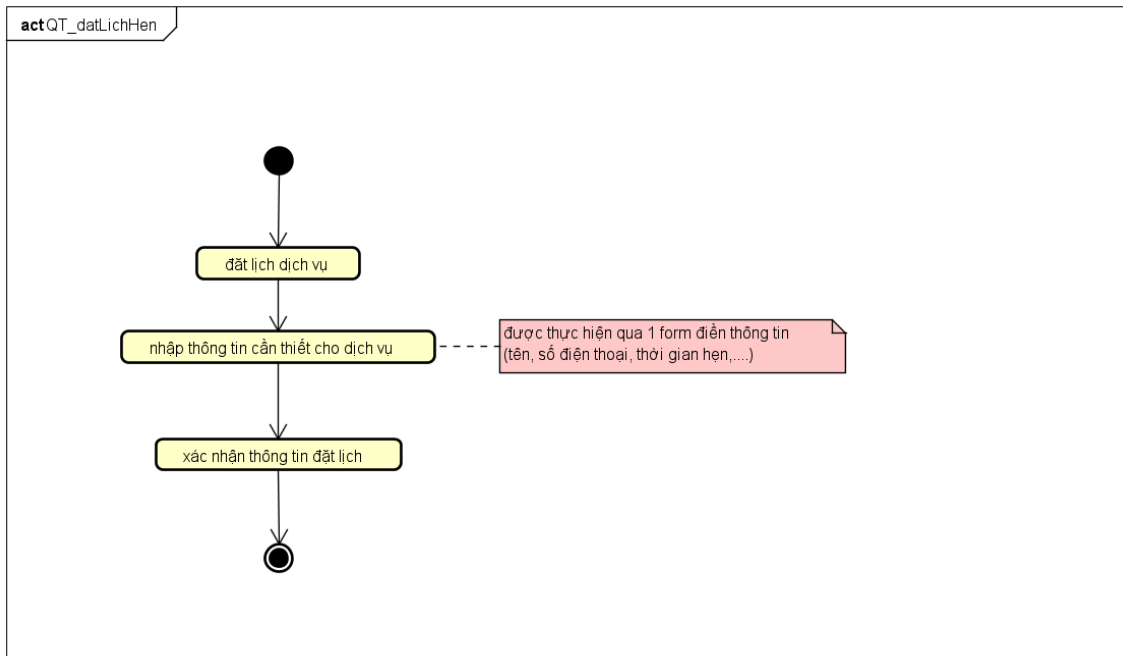 act QT_datLichHen
đăt lịch dịch vụ
nhập thông tin cần thiết cho dịch vụ
được thực hiện qua 1 form điền thông tin
(tên, số điện thoại, thời gian hẹn,....)
xác nhận thông tin đặt lịch